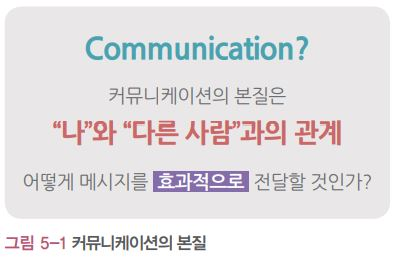 Communication?
커뮤니케이션의 본질은
“나”와 “다른 사람”과의 관계
어떻게 메시지를 효과적으로 전달할 것인가?
그림 5-1 커뮤니케이션의 본질